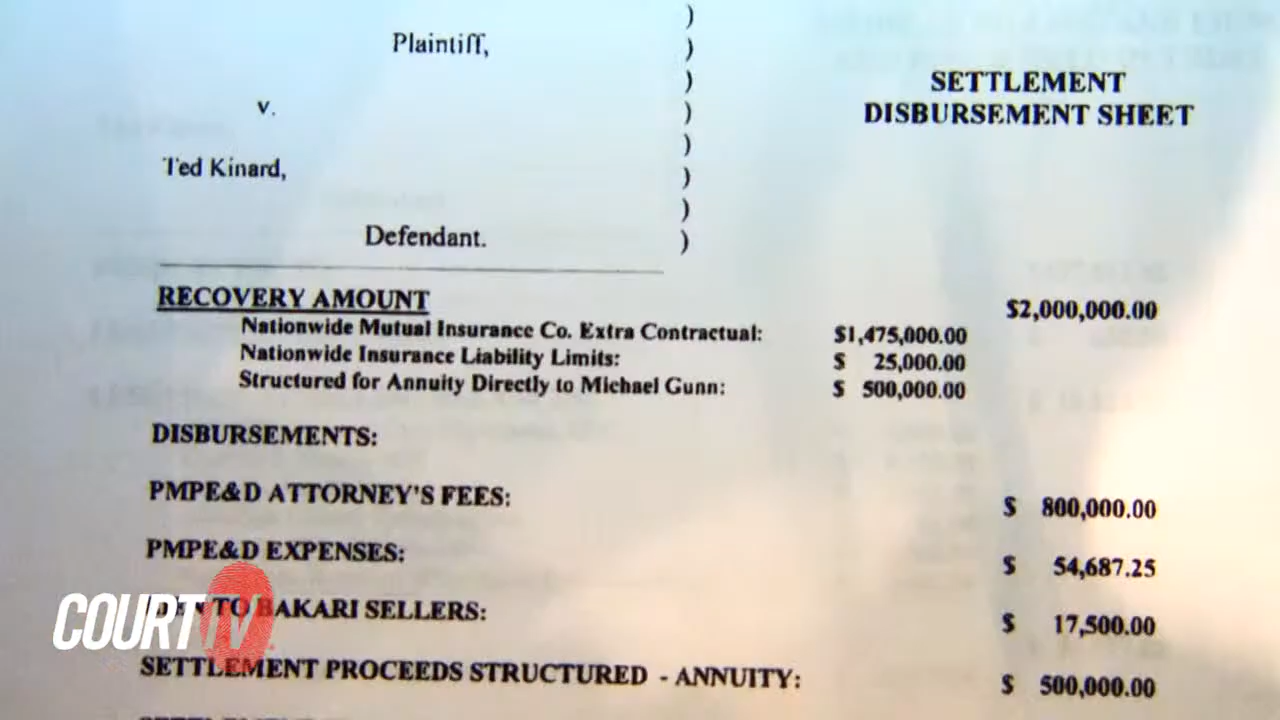 Plaintiff,
)
)
SETTLEMENT
)
DISBURSEMENT SHEET
v.
)
)
Ted Kinard,
)
)
Defendant.
)
RECOVERY AMOUNT $2,000,000.00
Nationwide Mutual Insurance Co. Extra Contractual: $1,475,000.00
Nationwide Insurance Liability Limits: $ 25,000.00
Structured for Annuity Directly to Michael Gunn: $ 500,000.00
DISBURSEMENTS:
PMPE&D ATTORNEY'S FEES: $ 800,000.00
PMPE&D EXPENSES: $ 54,687.25
TO BAKARI SELLERS: $ 17,500.00
COURT TV
SETTLEMENT PROCEEDS STRUCTURED - ANNUITY: $ 500,000.00